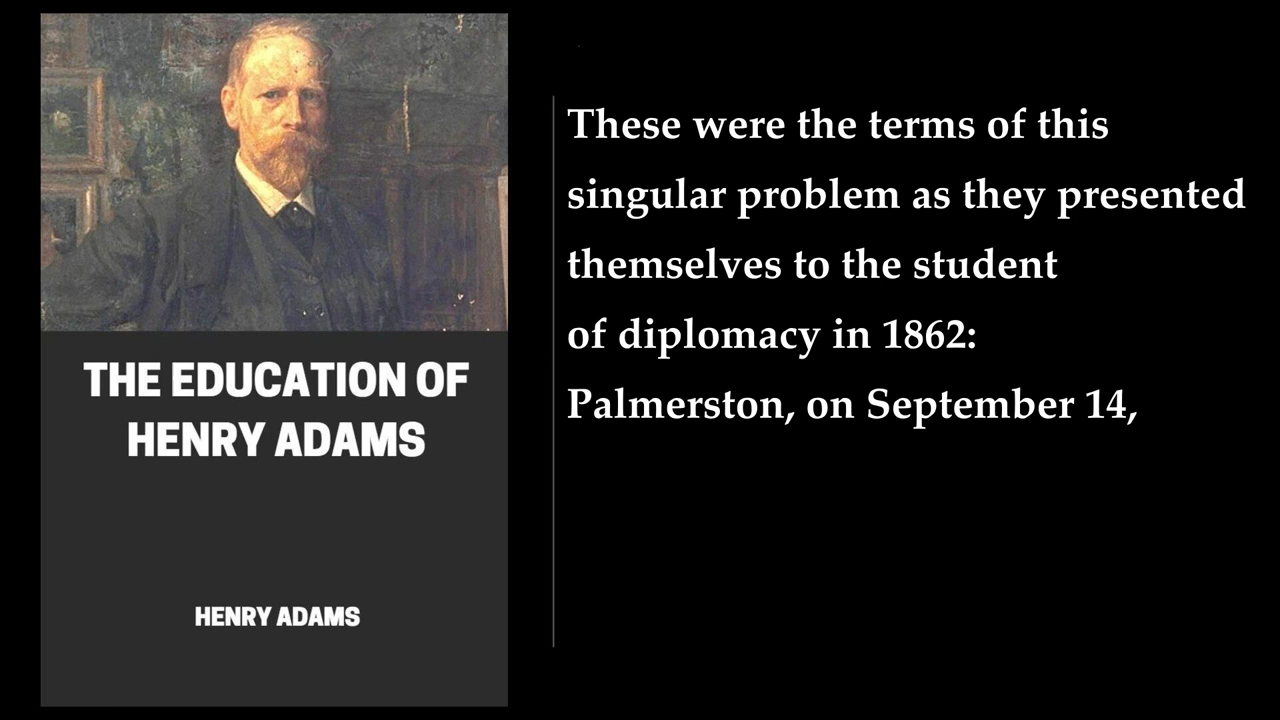 THE EDUCATION OF
HENRY ADAMS
HENRY ADAMS
These were the terms of this
singular problem as they presented
themselves to the student
of diplomacy in 1862:
Palmerston, on September 14,